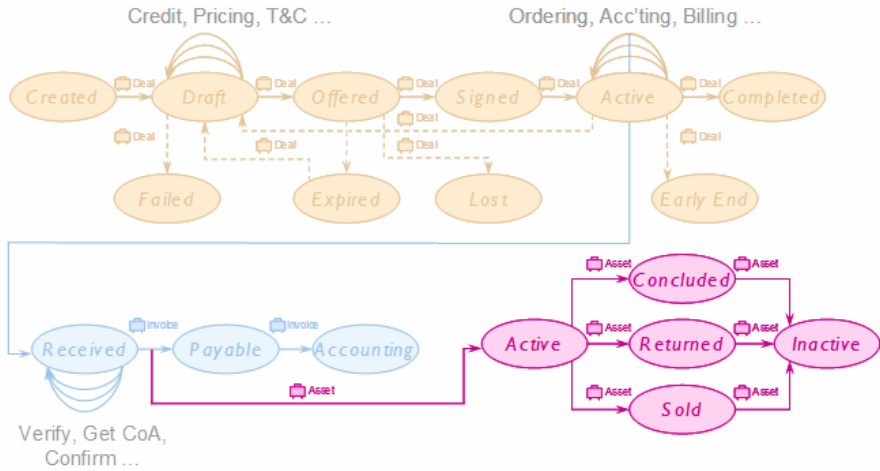 Credit, Pricing, T&C ...
Ordering, Acc'ting, Billing ...
Deal Deal Deal Deal Deal
Created Draft Offered Signed Active Completed
Deal
Deal Deal Deal Deal
Failed Expired Lost Early End
Asset Asset
Concluded
Invoice Invoice Asset Asset
Received Payable Accounting Active Returned Inactive
Asset Asset Asset
Sold
Verify, Get CoA,
Confirm ...